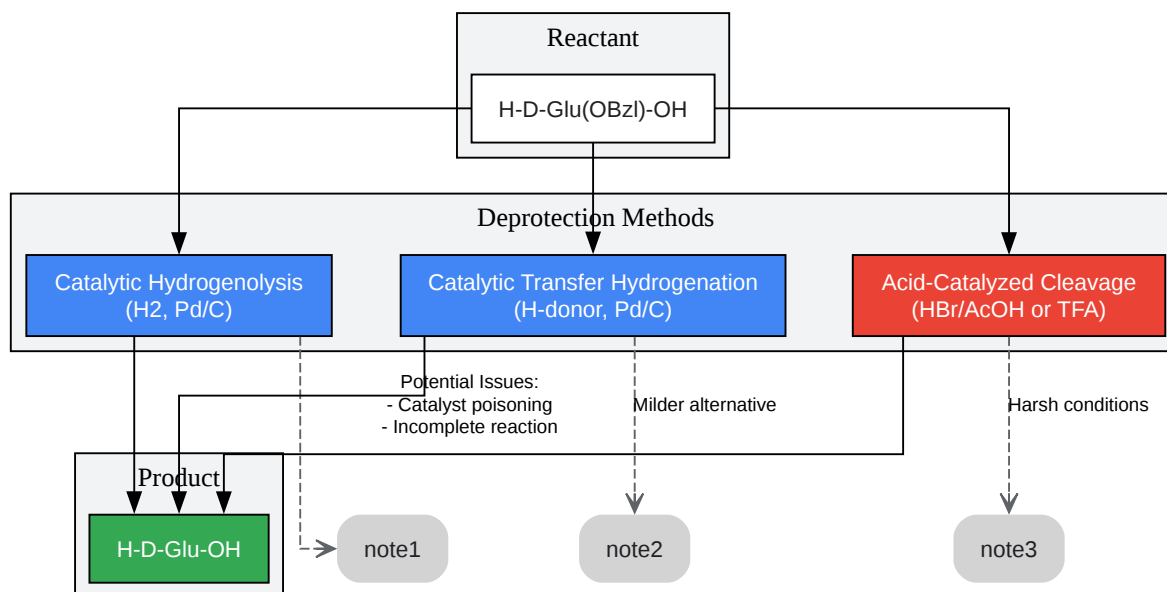 Reactant
H-D-Glu(OBzl)-OH
Deprotection Methods
Catalytic Hydrogenolysis
(H2, Pd/C)
Catalytic Transfer Hydrogenation
(H-donor, Pd/C)
Acid-Catalyzed Cleavage
(HBr/AcOH or TFA)
Potential Issues:
- Catalyst poisoning
- Incomplete reaction
Milder alternative
Harsh conditions
Product
H-D-Glu-OH
note1
note2
note3